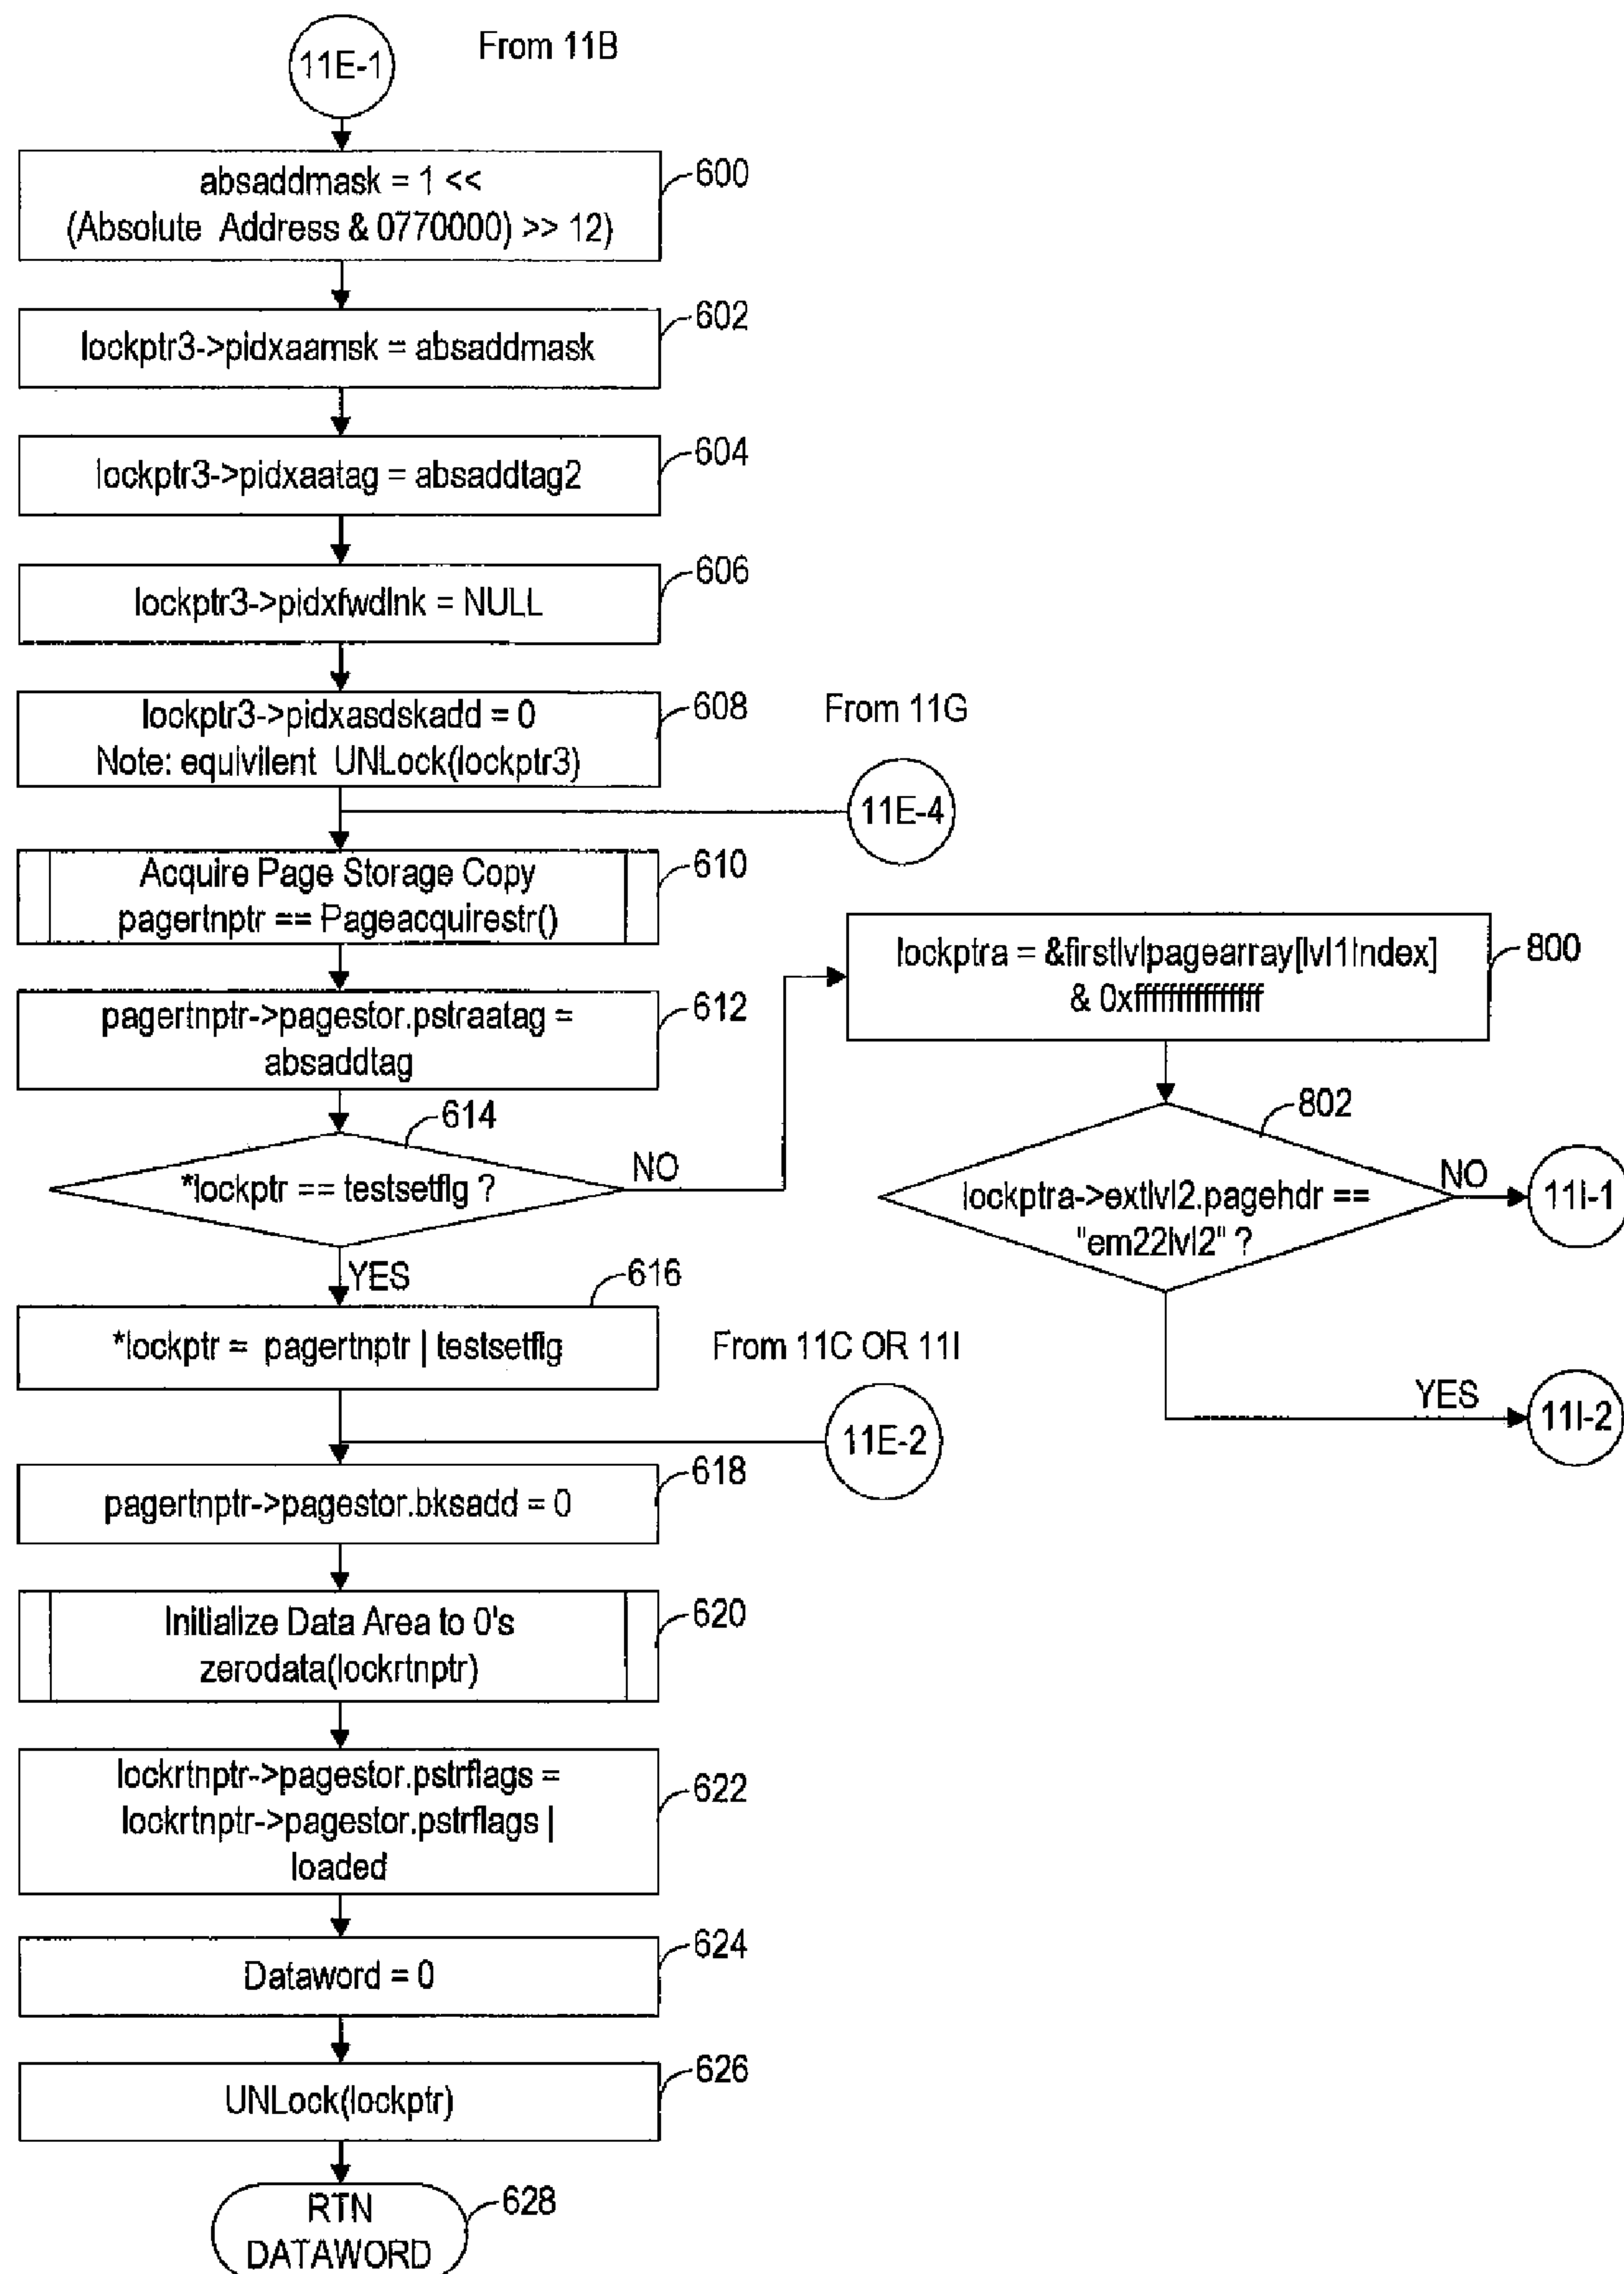 11E-1
From 11B
absaddmask = 1 <<
(Absolute Address & 0770000) >> 12)
600
lockptr3->pidxaamsk = absaddmask
602
lockptr3->pidxaatag = absaddtag2
604
lockptr3->pidxfwdlnk = NULL
606
lockptr3->pidxasdskadd = 0
Note: equivilent UNLock(lockptr3)
608
From 11G
11E-4
Acquire Page Storage Copy
pagertnptr == Pageacquirestr()
610
pagertnptr->pagestor.pstraatag =
absaddtag
612
lockptra = &firstlvlpagearray[lvl1index]
& 0xffffffffffffffff
800
*lockptr == testsetflg ?
614
NO
YES
lockptra->extlvl2.pagehdr ==
"em22lvl2" ?
802
NO
11I-1
YES
11I-2
*lockptr = pagertnptr | testsetflg
616
From 11C OR 11I
11E-2
pagertnptr->pagestor.bksadd = 0
618
Initialize Data Area to 0's
zerodata(lockrtnptr)
620
lockrtnptr->pagestor.pstrflags =
lockrtnptr->pagestor.pstrflags |
loaded
622
Dataword = 0
624
UNLock(lockptr)
626
RTN
DATAWORD
628